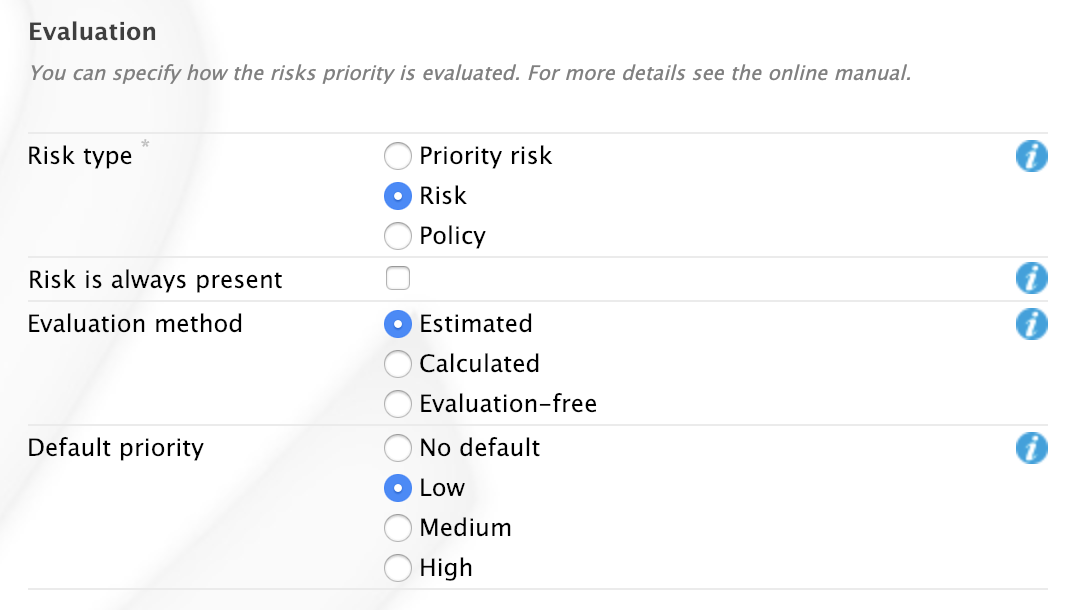 Evaluation
You can specify how the risks priority is evaluated. For more details see the online manual.
Risk type *
Priority risk
Risk
Policy
Risk is always present
Evaluation method
Estimated
Calculated
Evaluation-free
Default priority
No default
Low
Medium
High